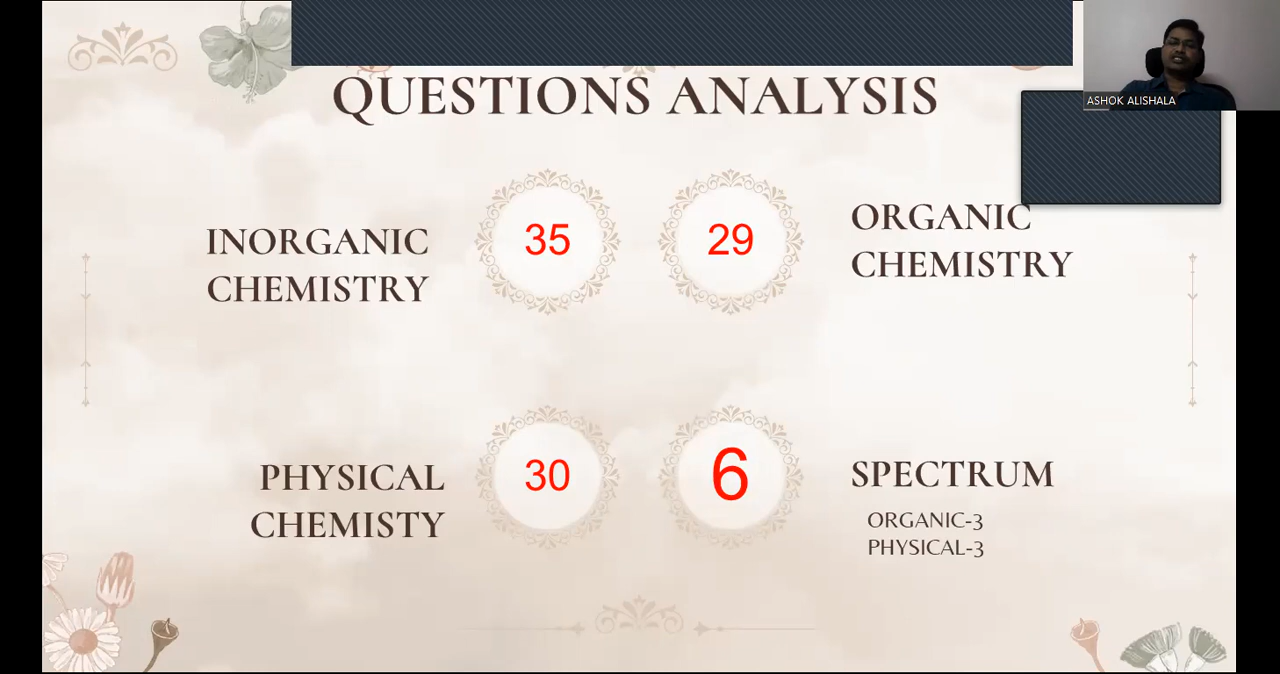 ASHOK ALISHALA
QUESTIONS ANALYSIS
INORGANIC
CHEMISTRY
35
29
ORGANIC
CHEMISTRY
PHYSICAL
CHEMISTY
30
6
SPECTRUM
ORGANIC-3
PHYSICAL-3